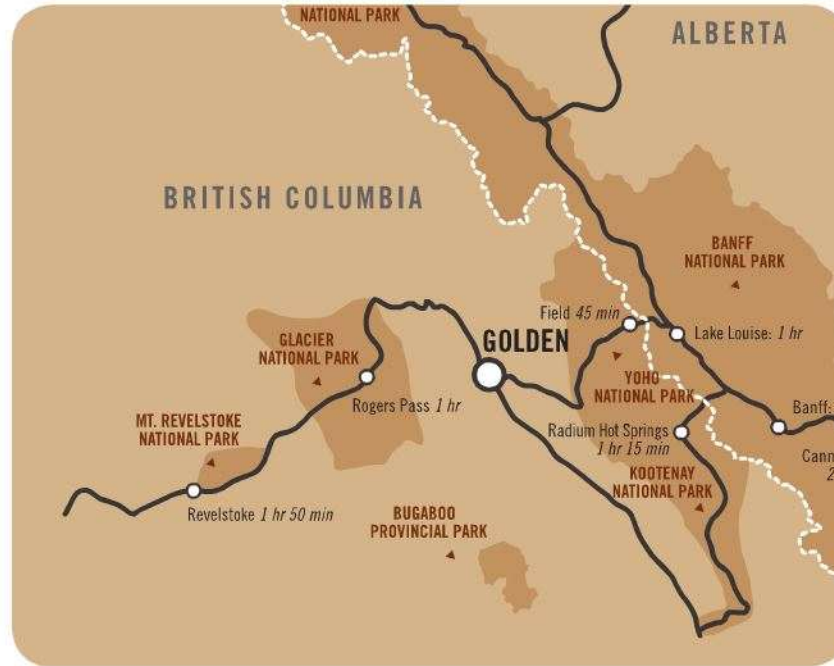 NATIONAL PARK
ALBERTA
BRITISH COLUMBIA
BANFF
NATIONAL PARK
Field 45 min
Lake Louise: 1 hr
GOLDEN
GLACIER
NATIONAL PARK
YOHO
NATIONAL PARK
Rogers Pass 1 hr
Banff:
MT. REVELSTOKE
NATIONAL PARK
Radium Hot Springs
1 hr 15 min
Canm
2
KOOTENAY
NATIONAL PARK
Revelstoke 1 hr 50 min
BUGABOO
PROVINCIAL PARK